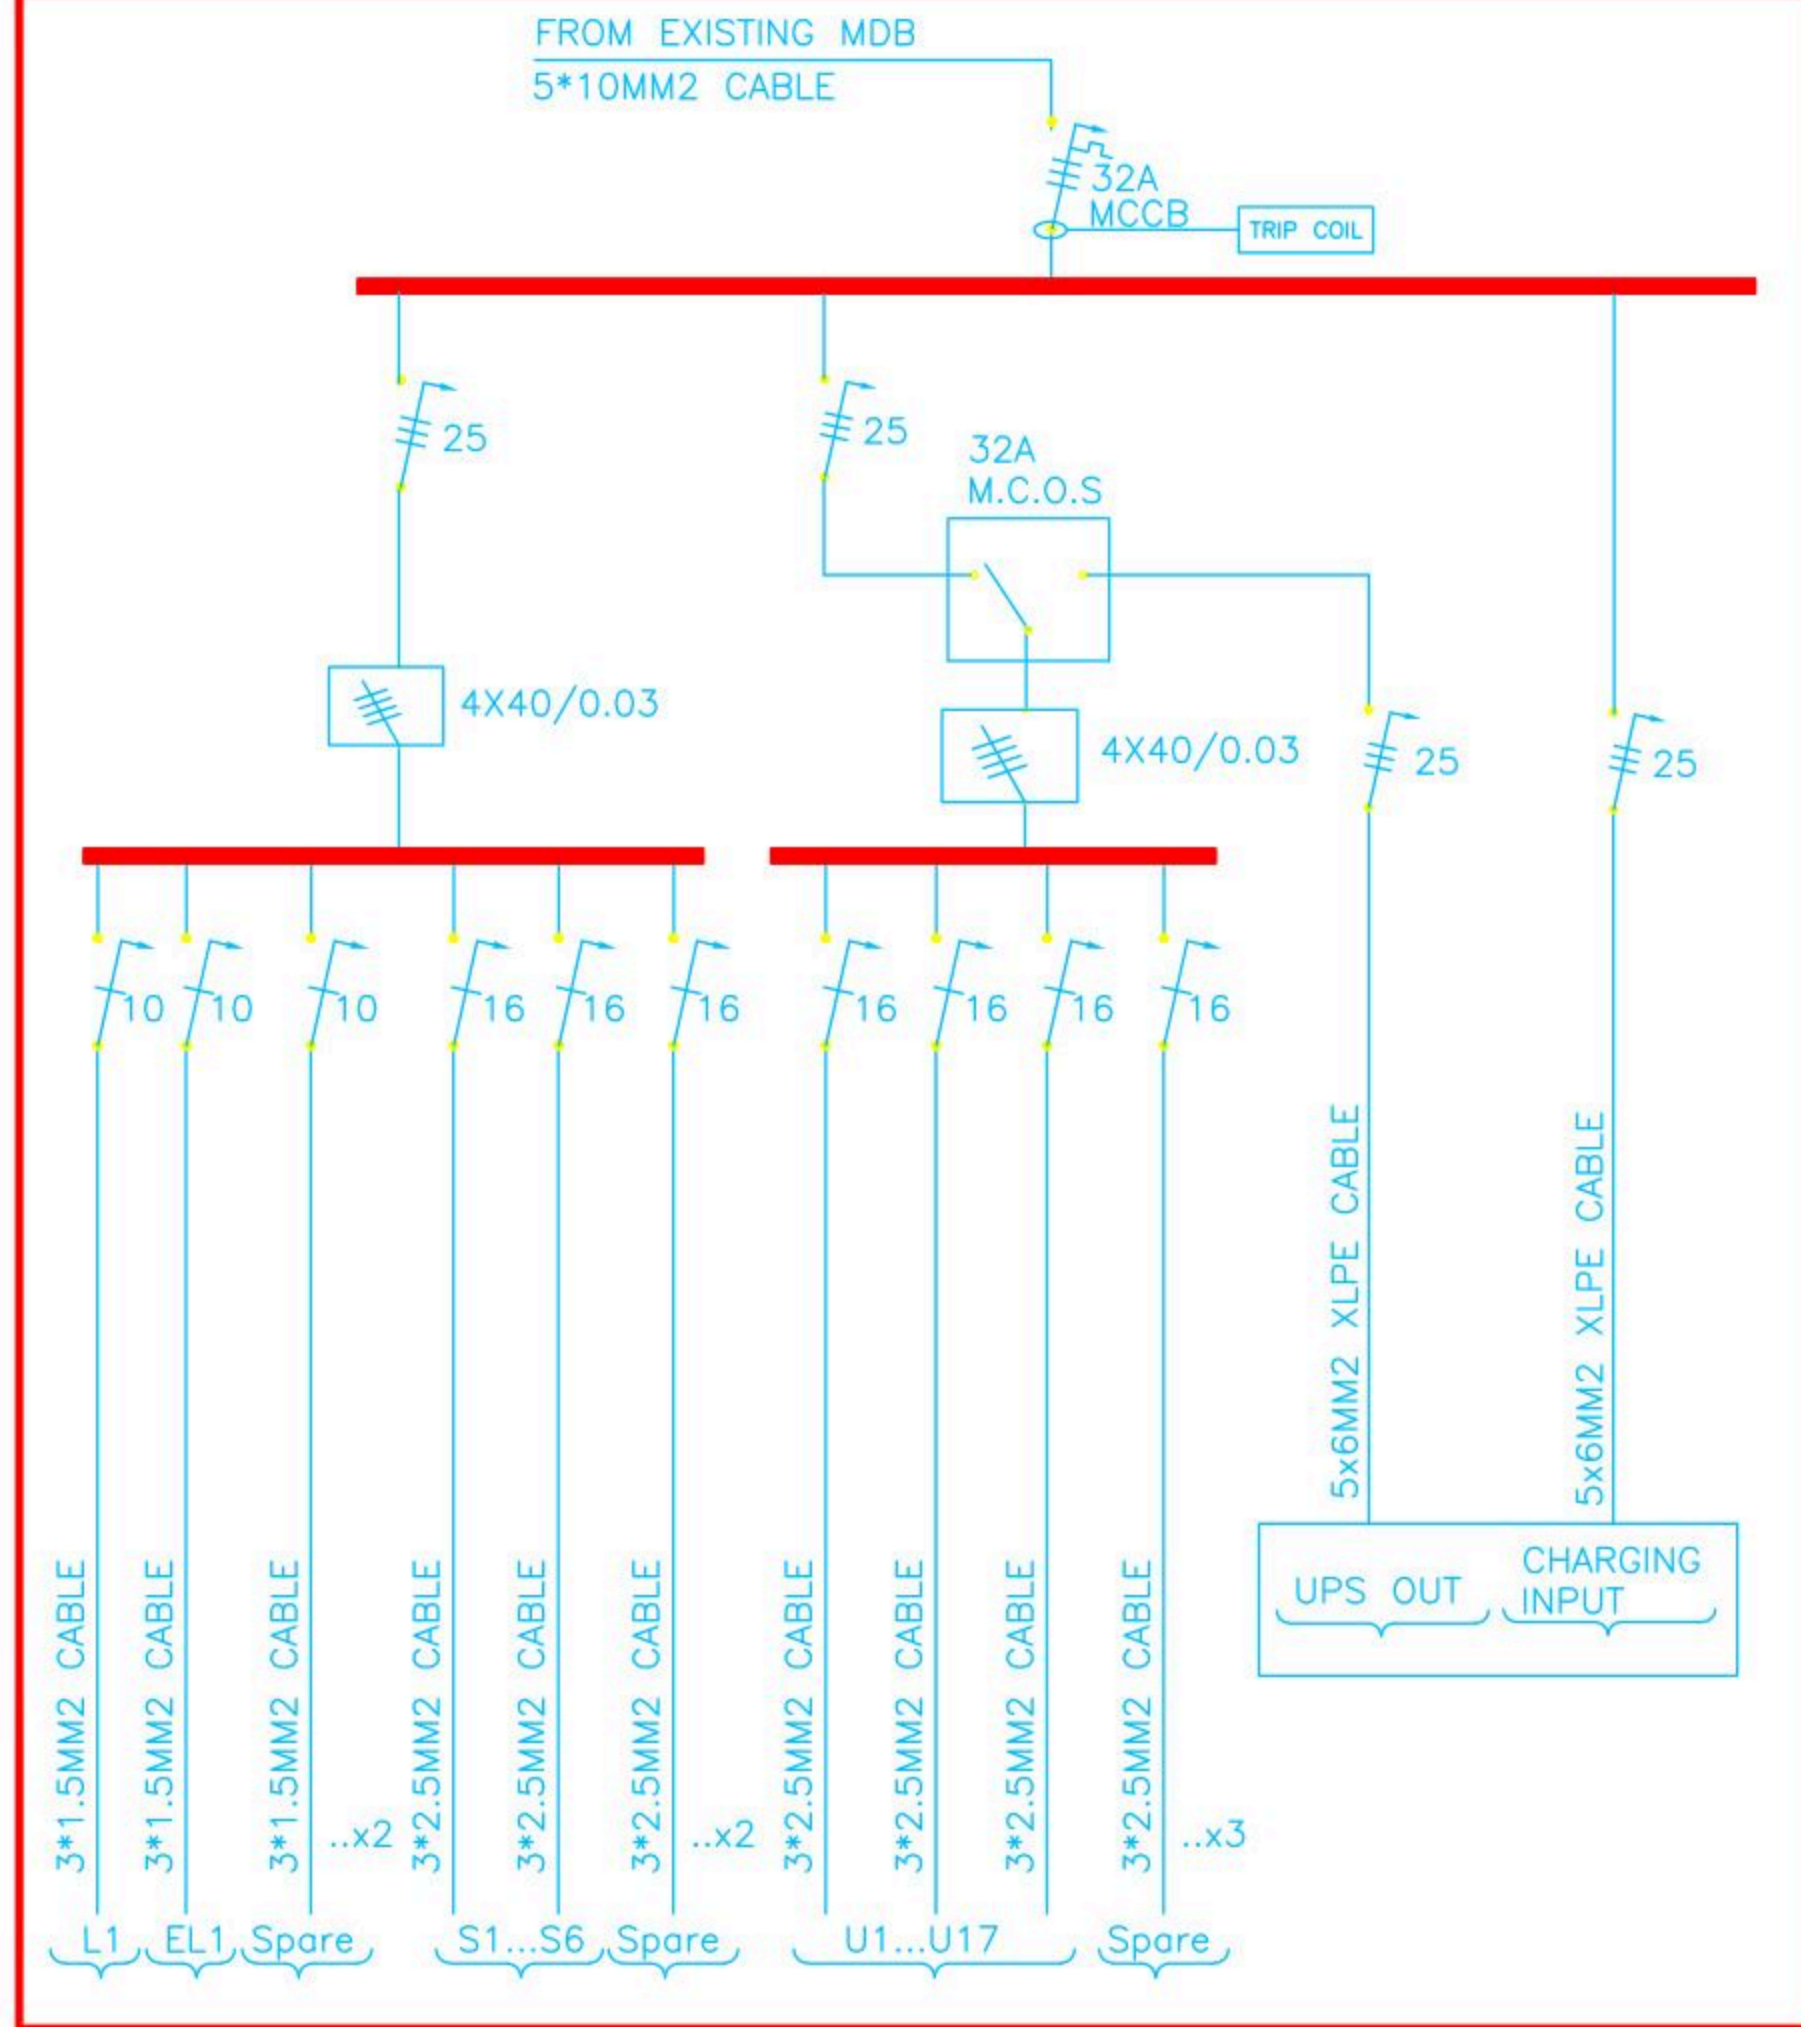 FROM EXISTING MDB
5*10MM2 CABLE
32A
MCCB
TRIP COIL
25
25
32A
M.C.O.S
4X40/0.03
4X40/0.03
25
25
10
10
10
16
16
16
16
16
16
16
5x6MM2 XLPE CABLE
5x6MM2 XLPE CABLE
UPS OUT
CHARGING
INPUT
3*1.5MM2 CABLE
3*1.5MM2 CABLE
3*1.5MM2 CABLE
..x2
3*2.5MM2 CABLE
3*2.5MM2 CABLE
3*2.5MM2 CABLE
..x2
3*2.5MM2 CABLE
3*2.5MM2 CABLE
3*2.5MM2 CABLE
3*2.5MM2 CABLE
..x3
L1
EL1
Spare
S1...S6
Spare
U1...U17
Spare